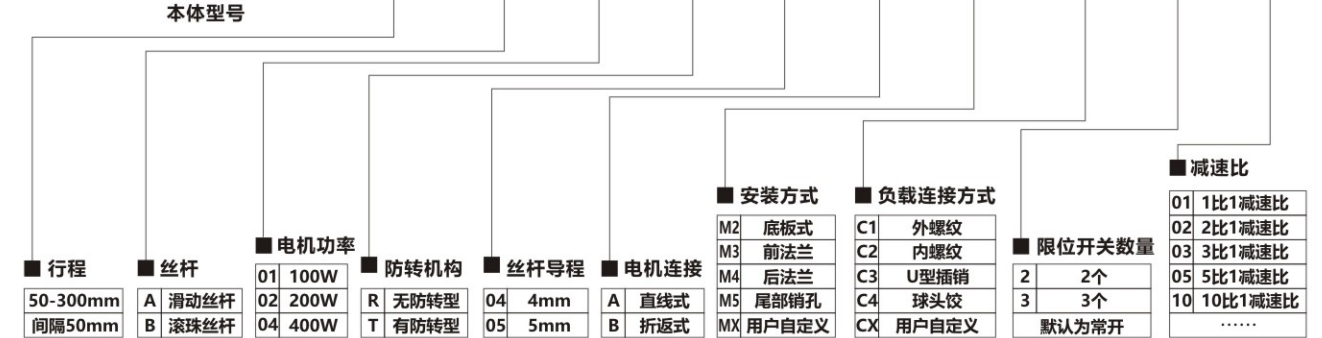 本体型号
■ 行程
50-300mm
间隔50mm
■ 丝杆
A 滑动丝杆
B 滚珠丝杆
■ 电机功率
01 100W
02 200W
04 400W
■ 防转机构
R 无防转型
T 有防转型
■ 丝杆导程
04 4mm
05 5mm
■ 电机连接
A 直线式
B 折返式
■ 安装方式
M2 底板式
M3 前法兰
M4 后法兰
M5 尾部销孔
MX 用户自定义
■ 负载连接方式
C1 外螺纹
C2 内螺纹
C3 U型插销
C4 球头饺
CX 用户自定义
■ 限位开关数量
2 2个
3 3个
默认为常开
■ 减速比
01 1比1减速比
02 2比1减速比
03 3比1减速比
05 5比1减速比
10 10比1减速比
……